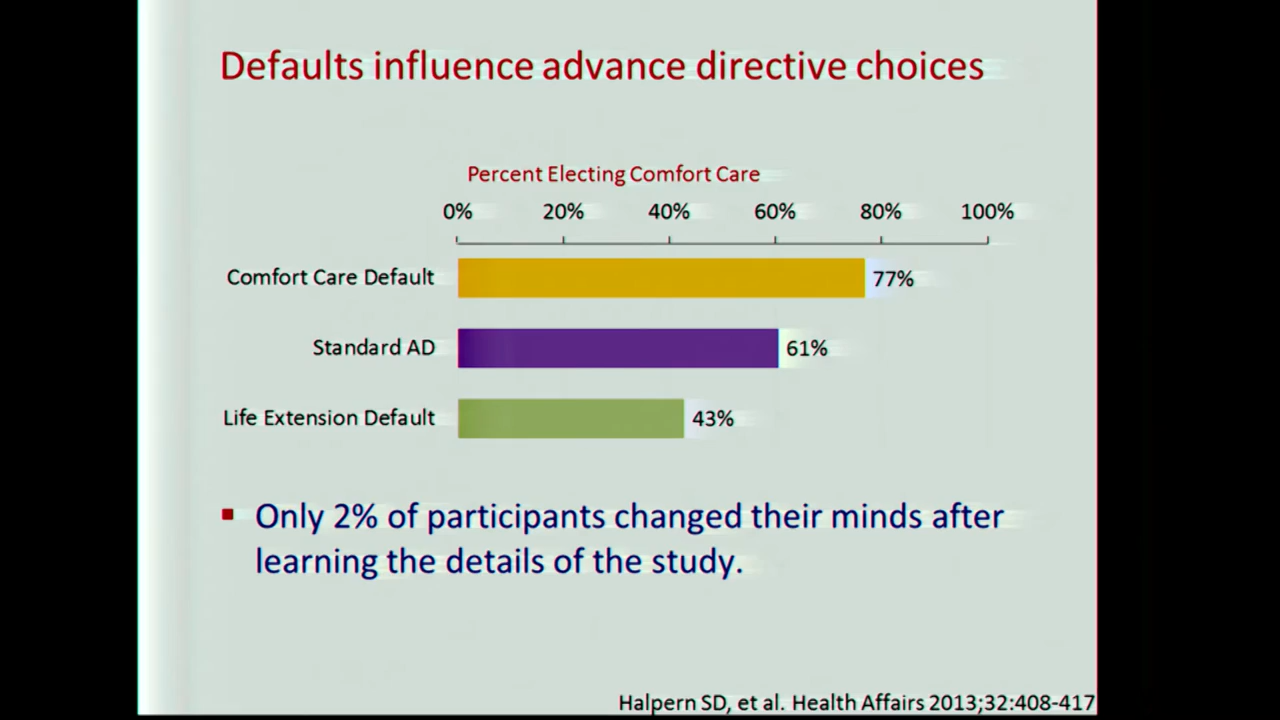 Defaults influence advance directive choices
Percent Electing Comfort Care
0% 20% 40% 60% 80% 100%
Comfort Care Default 77%
Standard AD 61%
Life Extension Default 43%
Only 2% of participants changed their minds after
learning the details of the study.
Halpern SD, et al. Health Affairs 2013;32:408-417